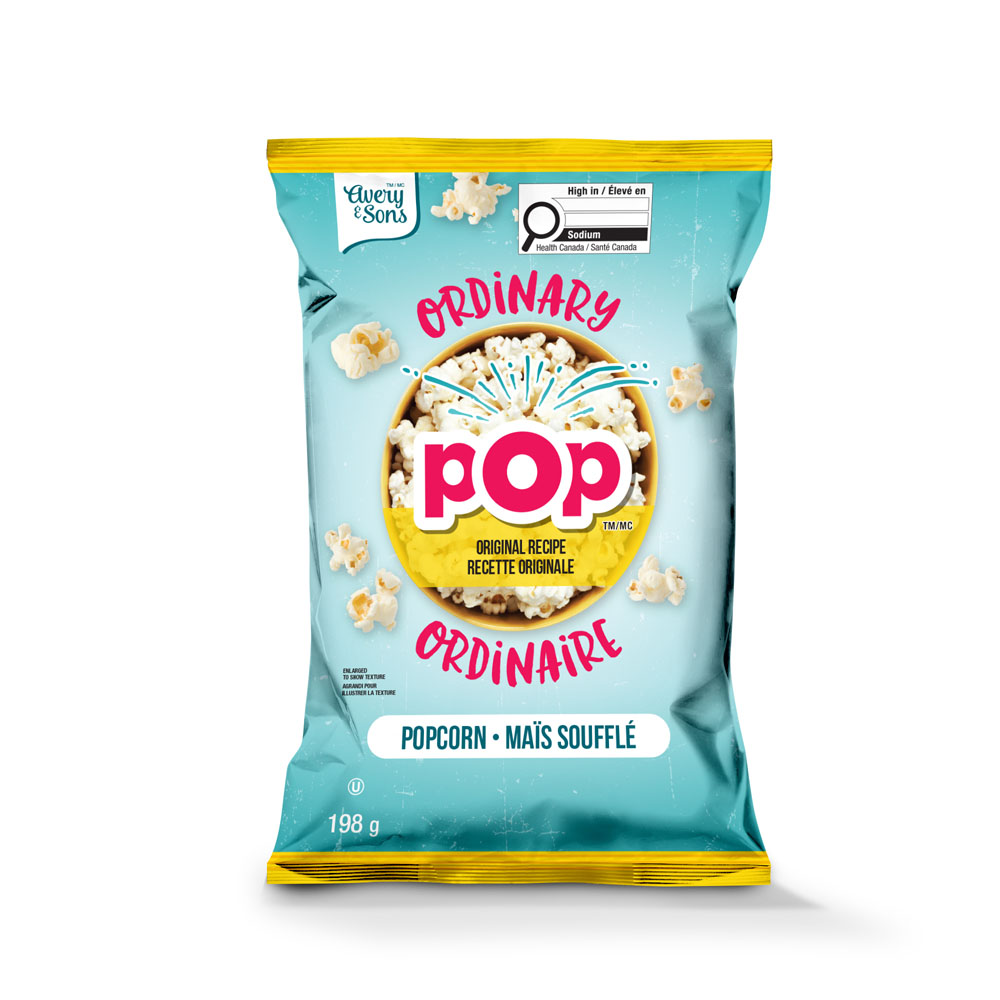 Avery
& Sons
TM/MC
High in / Élevé en
Sodium
Health Canada / Santé Canada
ORDiNARY
pOp
TM/MC
ORIGINAL RECIPE
RECETTE ORIGINALE
ORDiNAiRE
ENLARGED
TO SHOW TEXTURE
AGRANDI POUR
ILLUSTRER LA TEXTURE
POPCORN • MAÏS SOUFFLÉ
U
198 g